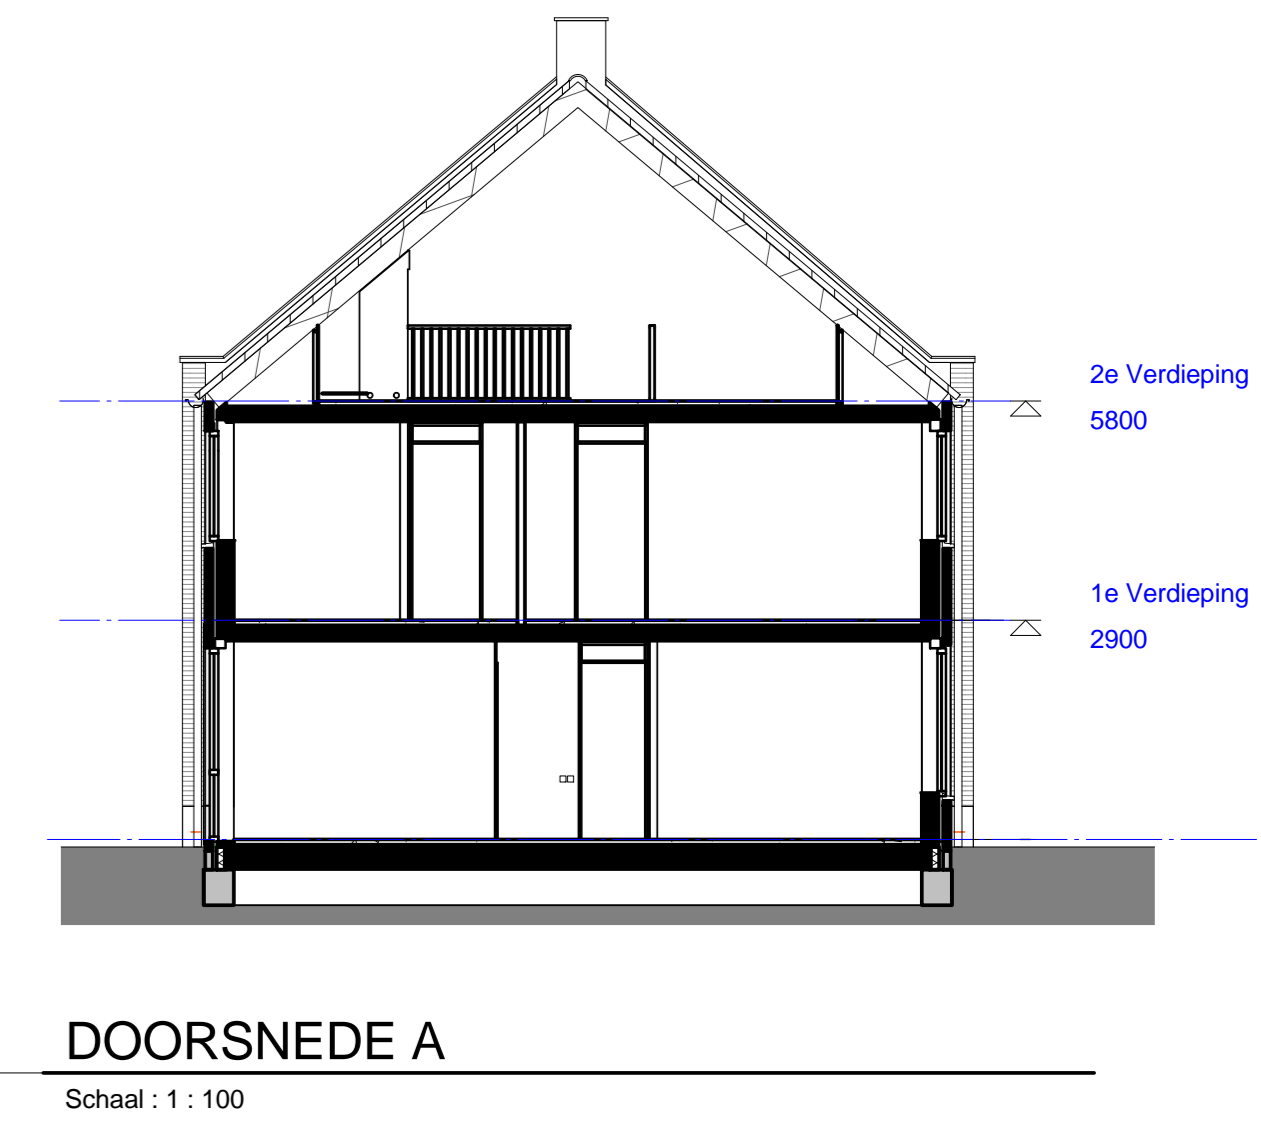 2e Verdieping
5800
1e Verdieping
2900
DOORSNEDE A
Schaal : 1 : 100